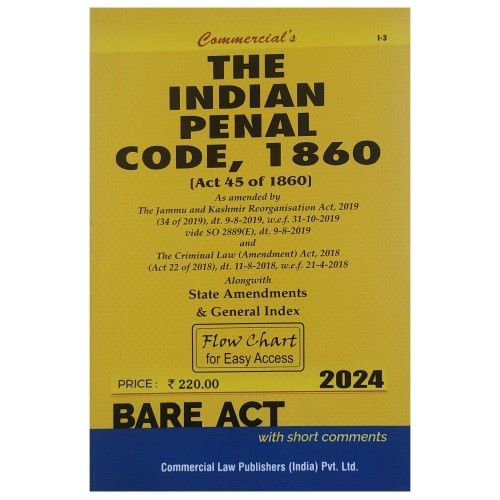 Commercial's
I-3
THE
INDIAN
PENAL
CODE, 1860
[Act 45 of 1860]
As amended by
The Jammu and Kashmir Reorganisation Act, 2019
(34 of 2019), dt. 9-8-2019, w.e.f. 31-10-2019
vide SO 2889(E), dt. 9-8-2019
and
The Criminal Law (Amendment) Act, 2018
(Act 22 of 2018), dt. 11-8-2018, w.e.f. 21-4-2018
Alongwith
State Amendments
& General Index
Flow Chart
for Easy Access
PRICE : ₹ 220.00
2024
BARE ACT
with short comments
Commercial Law Publishers (India) Pvt. Ltd.